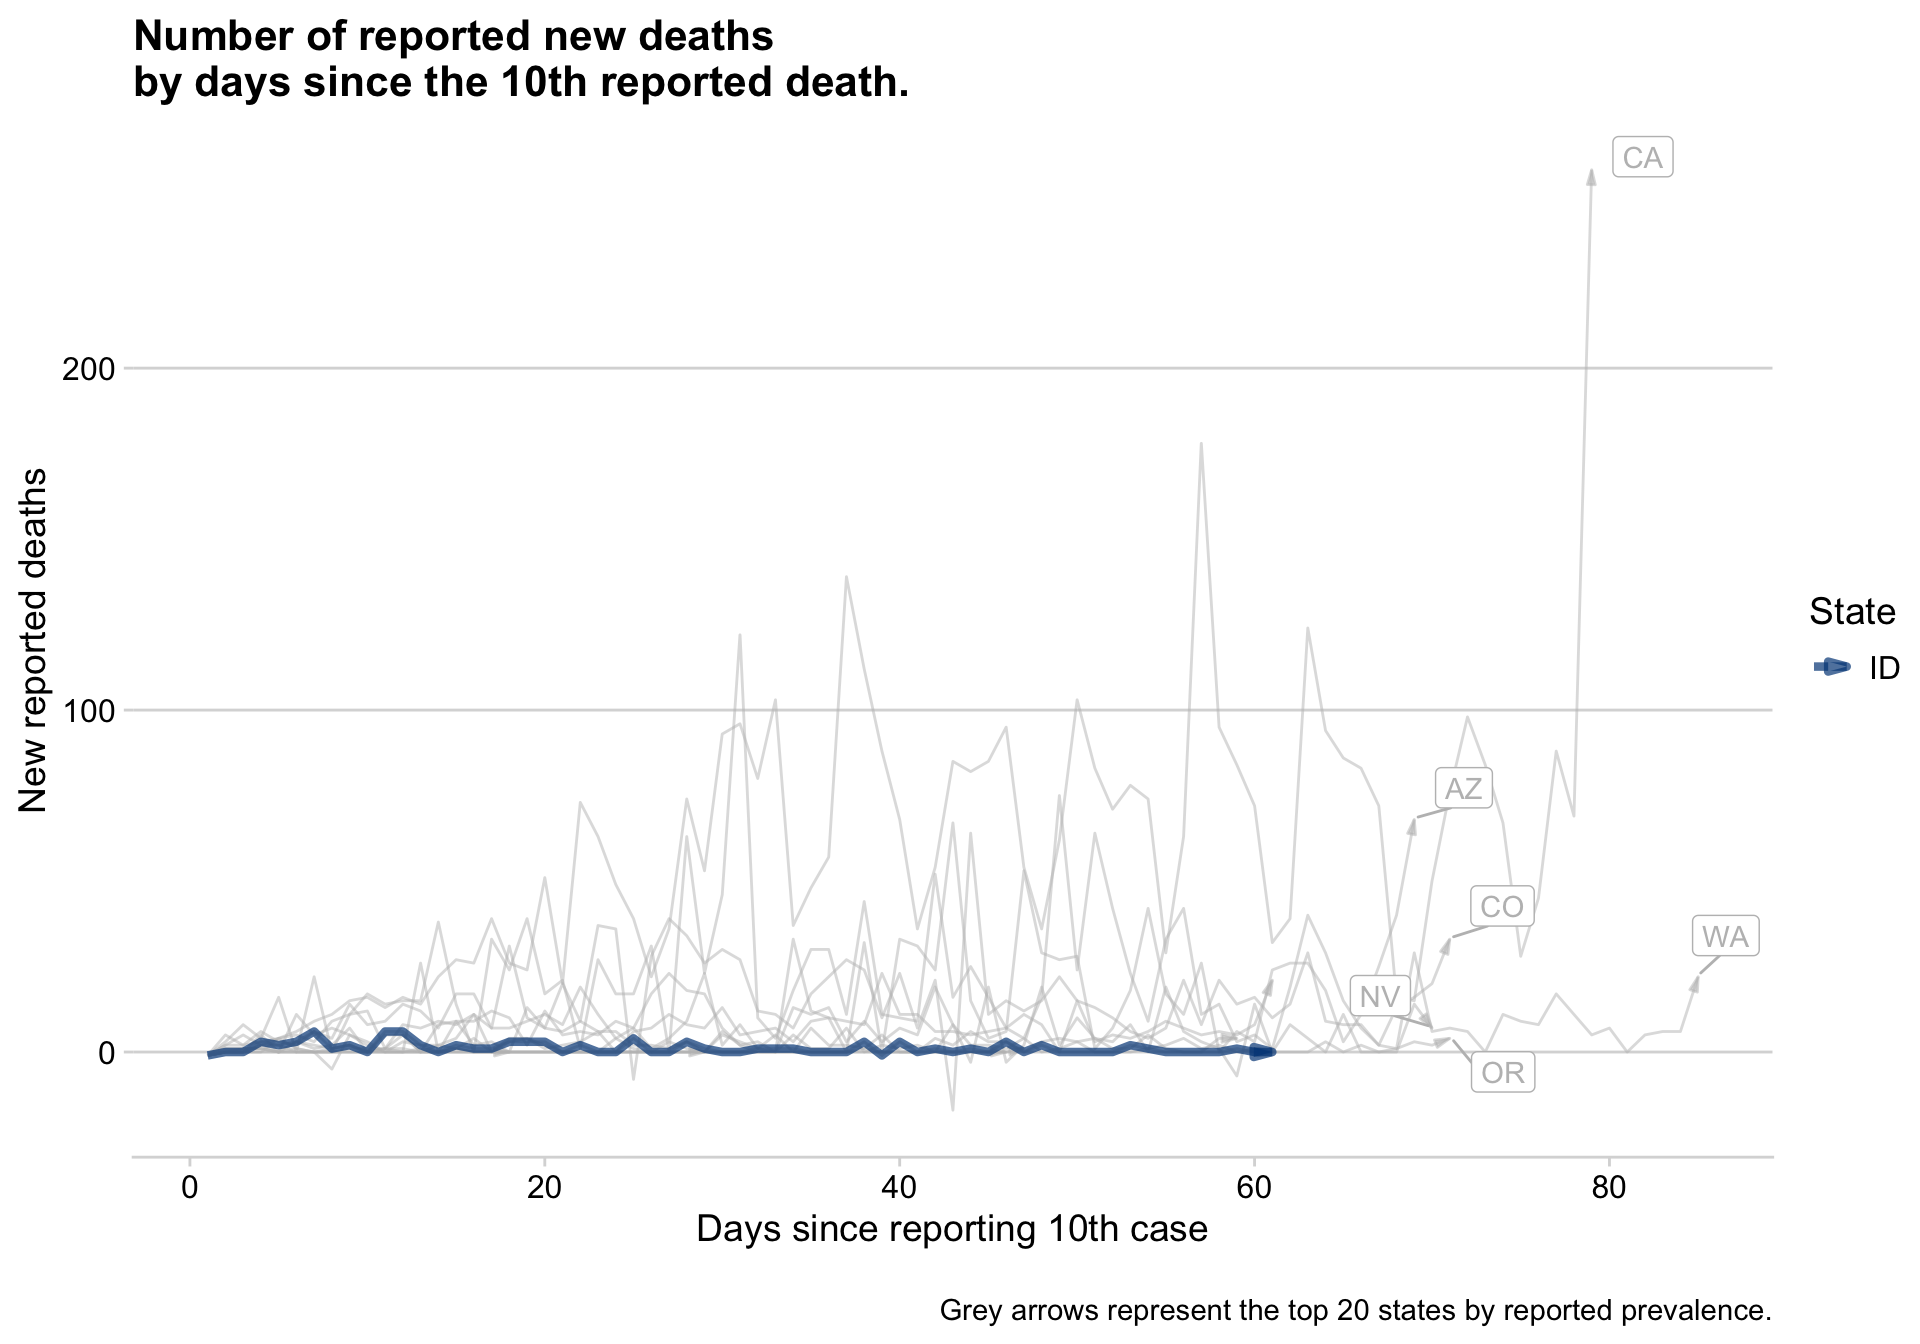 Number of reported new deaths
by days since the 10th reported death.
CA
200
New reported deaths
State
ID
100
AZ
CO
WA
NV
0
OR
0 20 40 60 80
Days since reporting 10th case
Grey arrows represent the top 20 states by reported prevalence.